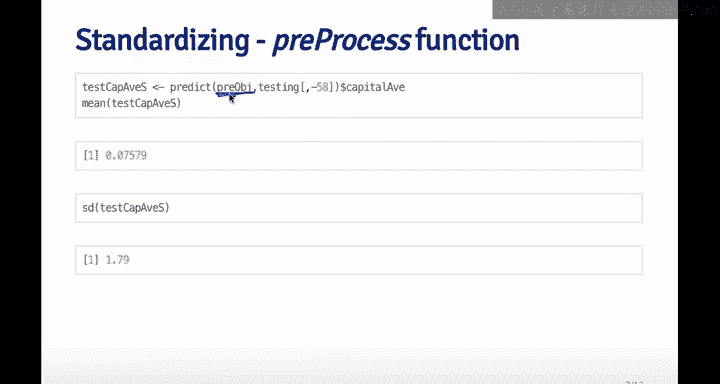 Standardizing - preProcess function
testCapAveS <- predict(preObj,testing[,-58])$capitalAve
mean(testCapAveS)
[1] 0.07579
sd(testCapAveS)
[1] 1.79